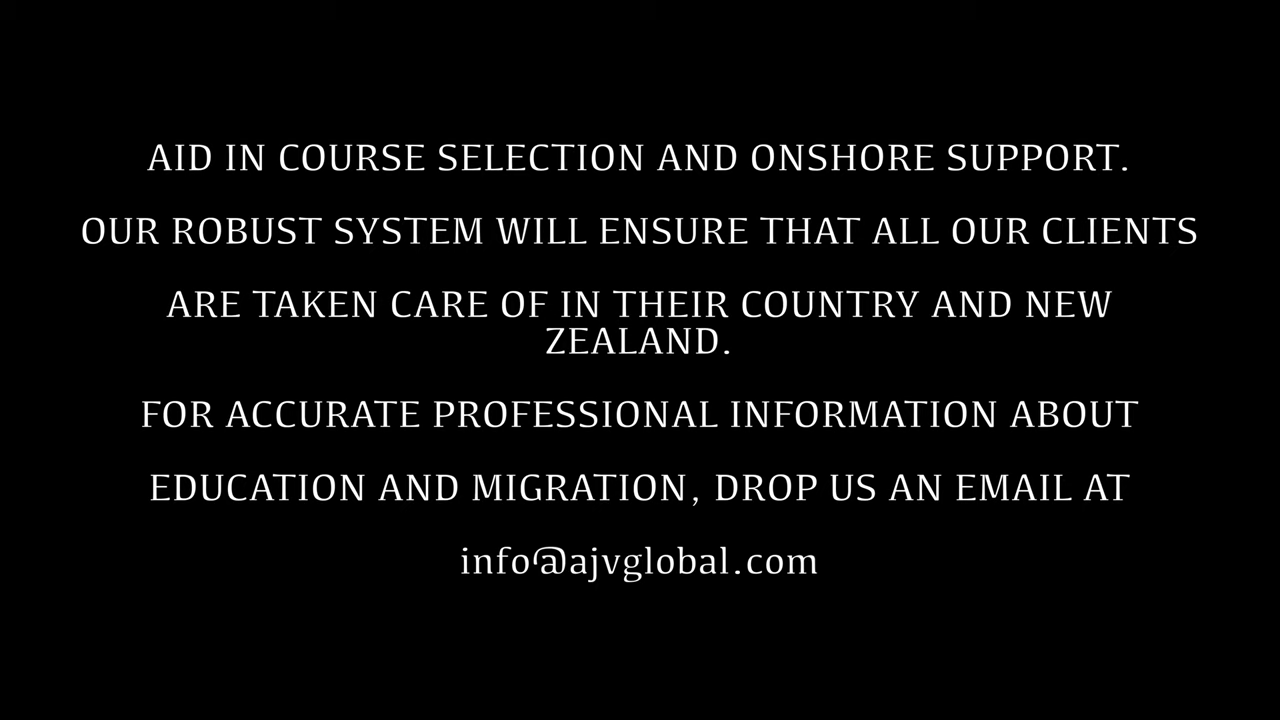 AID IN COURSE SELECTION AND ONSHORE SUPPORT.
OUR ROBUST SYSTEM WILL ENSURE THAT ALL OUR CLIENTS
ARE TAKEN CARE OF IN THEIR COUNTRY AND NEW
ZEALAND.
FOR ACCURATE PROFESSIONAL INFORMATION ABOUT
EDUCATION AND MIGRATION, DROP US AN EMAIL AT
info@ajvglobal.com